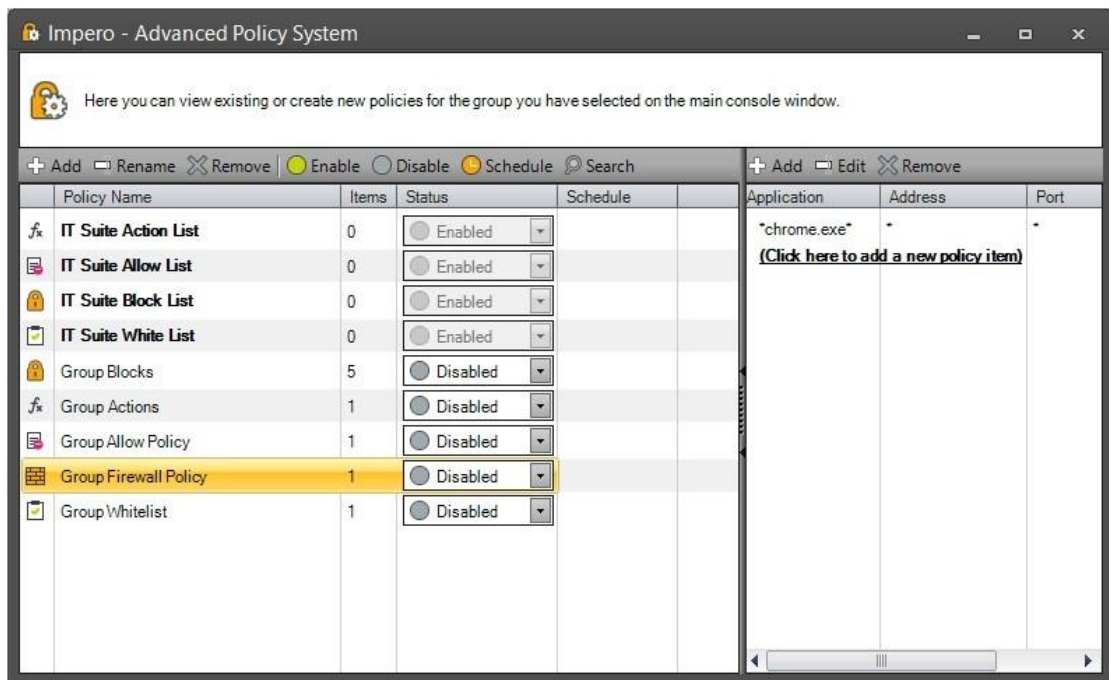 Impero - Advanced Policy System
Here you can view existing or create new policies for the group you have selected on the main console window.
Add Rename Remove Enable Disable Schedule Search
Add Edit Remove
Policy Name Items Status Schedule
Application Address Port
IT Suite Action List 0 Enabled
IT Suite Allow List 0 Enabled
IT Suite Block List 0 Enabled
IT Suite White List 0 Enabled
Group Blocks 5 Disabled
Group Actions 1 Disabled
Group Allow Policy 1 Disabled
Group Firewall Policy 1 Disabled
Group Whitelist 1 Disabled
*chrome.exe* * *
(Click here to add a new policy item)